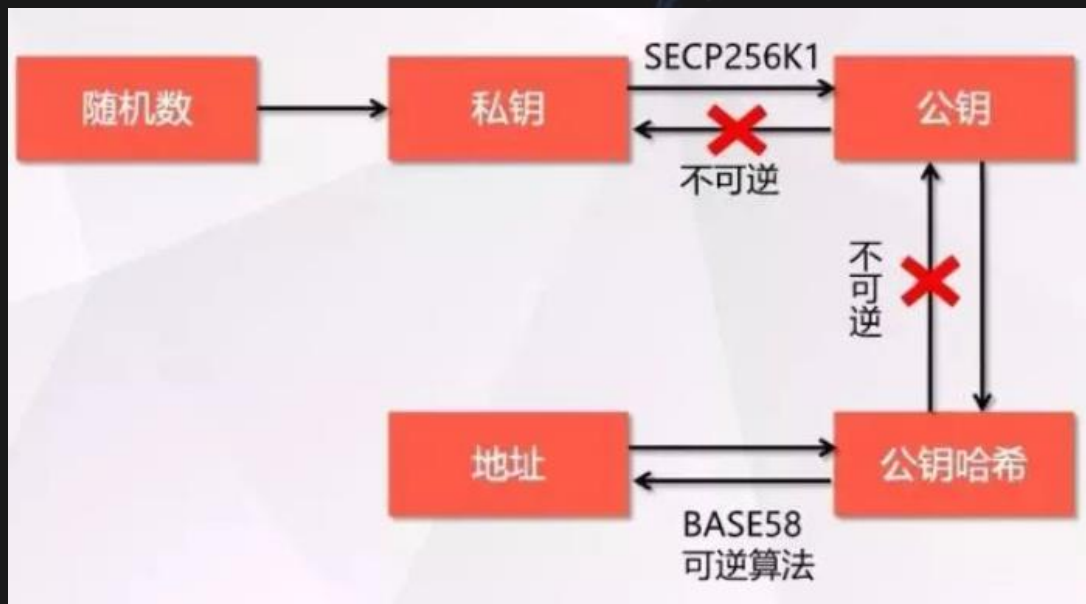 随机数
私钥
SECP256K1
不可逆
公钥
不可逆
地址
公钥哈希
BASE58
可逆算法